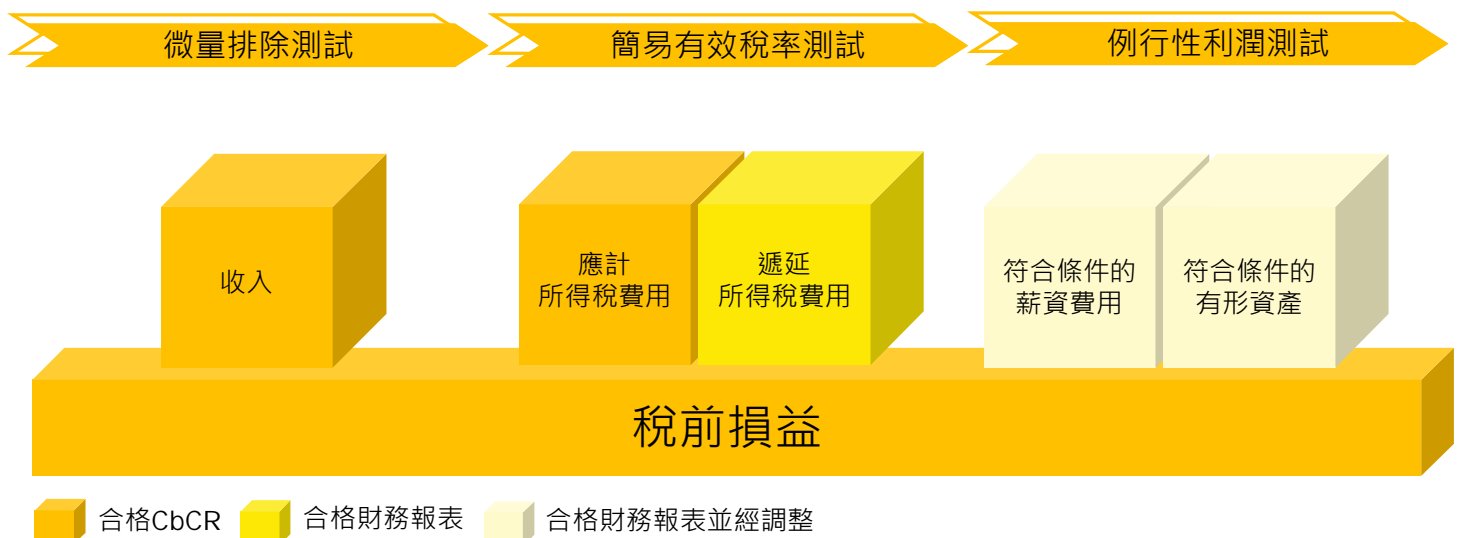 微量排除測試
簡易有效稅率測試
例行性利潤測試
收入
應計
所得稅費用
遞延
所得稅費用
符合條件的
薪資費用
符合條件的
有形資產
稅前損益
合格CbCR
合格財務報表
合格財務報表並經調整